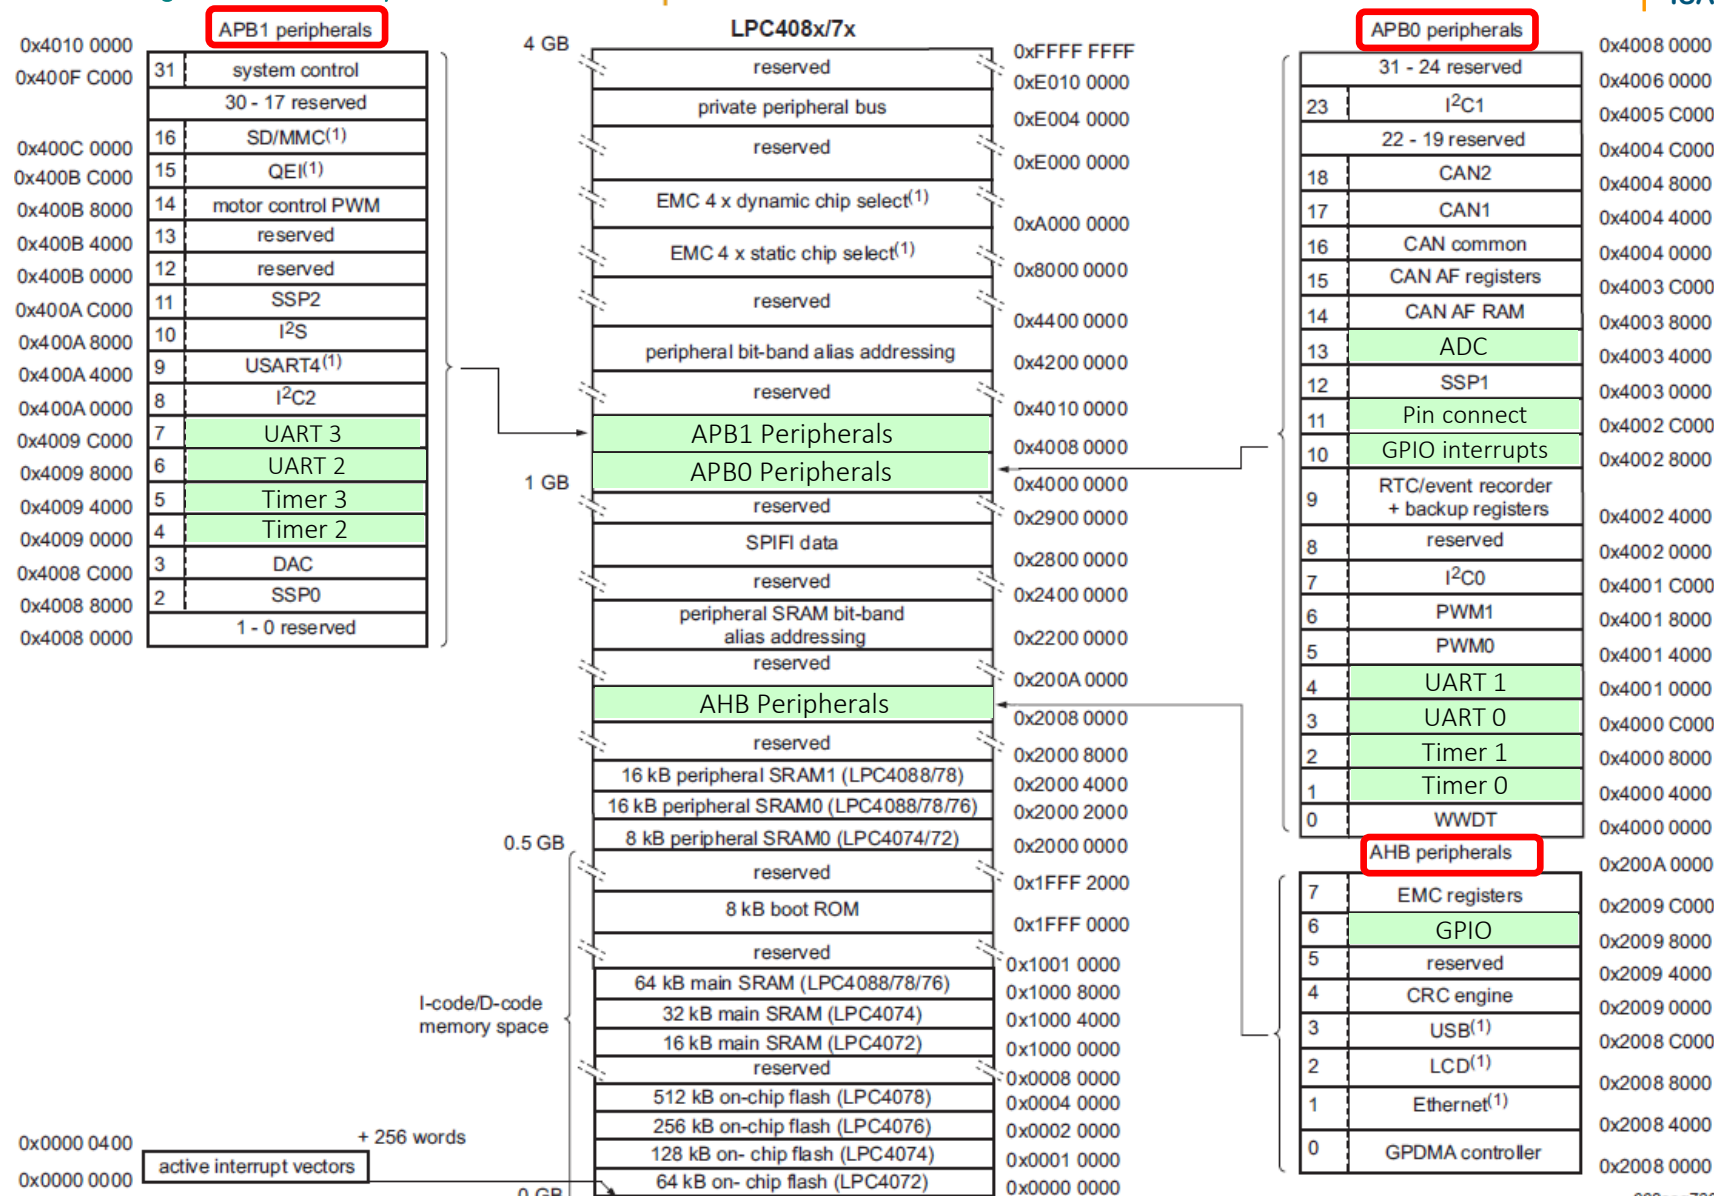 APB1 peripherals
0x4010 0000
0x400F C000
31 system control
30 - 17 reserved
0x400C 0000
16 SD/MMC(1)
0x400B C000
15 QEI(1)
0x400B 8000
14 motor control PWM
0x400B 4000
13 reserved
0x400B 0000
12 reserved
0x400A C000
11 SSP2
0x400A 8000
10 I2S
0x400A 4000
9 USART4(1)
0x400A 0000
8 I2C2
0x4009 C000
7 UART 3
0x4009 8000
6 UART 2
0x4009 4000
5 Timer 3
0x4009 0000
4 Timer 2
0x4008 C000
3 DAC
0x4008 8000
2 SSP0
0x4008 0000
1 - 0 reserved
LPC408x/7x
4 GB
0xFFFF FFFF
reserved
0xE010 0000
private peripheral bus
0xE004 0000
reserved
0xE000 0000
EMC 4 x dynamic chip select(1)
0xA000 0000
EMC 4 x static chip select(1)
0x8000 0000
reserved
0x4400 0000
peripheral bit-band alias addressing
0x4200 0000
reserved
0x4010 0000
APB1 Peripherals
0x4008 0000
APB0 Peripherals
1 GB
0x4000 0000
reserved
0x2900 0000
SPIFI data
0x2800 0000
reserved
0x2400 0000
peripheral SRAM bit-band
alias addressing
0x2200 0000
reserved
0x200A 0000
AHB Peripherals
0x2008 0000
reserved
0x2000 8000
16 kB peripheral SRAM1 (LPC4088/78)
0x2000 4000
16 kB peripheral SRAM0 (LPC4088/78/76)
0x2000 2000
8 kB peripheral SRAM0 (LPC4074/72)
0.5 GB
0x2000 0000
reserved
0x1FFF 2000
8 kB boot ROM
0x1FFF 0000
reserved
0x1001 0000
64 kB main SRAM (LPC4088/78/76)
0x1000 8000
32 kB main SRAM (LPC4074)
0x1000 4000
16 kB main SRAM (LPC4072)
0x1000 0000
reserved
0x0008 0000
512 kB on-chip flash (LPC4078)
0x0004 0000
256 kB on-chip flash (LPC4076)
0x0002 0000
128 kB on- chip flash (LPC4074)
0x0001 0000
64 kB on- chip flash (LPC4072)
0x0000 0000
0 GB
I-code/D-code
memory space
+ 256 words
0x0000 0400
active interrupt vectors
0x0000 0000
APB0 peripherals
0x4008 0000
31 - 24 reserved
0x4006 0000
23 I2C1
0x4005 C000
22 - 19 reserved
0x4004 C000
18 CAN2
0x4004 8000
17 CAN1
0x4004 4000
16 CAN common
0x4004 0000
15 CAN AF registers
0x4003 C000
14 CAN AF RAM
0x4003 8000
13 ADC
0x4003 4000
12 SSP1
0x4003 0000
11 Pin connect
0x4002 C000
10 GPIO interrupts
0x4002 8000
9 RTC/event recorder
+ backup registers
0x4002 4000
8 reserved
0x4002 0000
7 I2C0
0x4001 C000
6 PWM1
0x4001 8000
5 PWM0
0x4001 4000
4 UART 1
0x4001 0000
3 UART 0
0x4000 C000
2 Timer 1
0x4000 8000
1 Timer 0
0x4000 4000
0 WWDT
0x4000 0000
AHB peripherals
0x200A 0000
7 EMC registers
0x2009 C000
6 GPIO
0x2009 8000
5 reserved
0x2009 4000
4 CRC engine
0x2009 0000
3 USB(1)
0x2008 C000
2 LCD(1)
0x2008 8000
1 Ethernet(1)
0x2008 4000
0 GPDMA controller
0x2008 0000